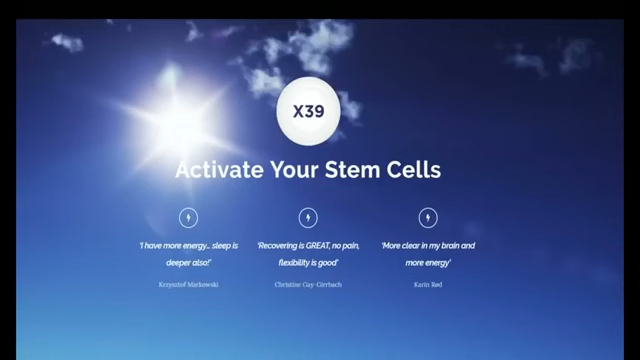 X39
Activate Your Stem Cells
'I have more energy... sleep is
deeper also!'
Krzysztof Markowski
'Recovering is GREAT, no pain,
flexibility is good'
Christine Gay-Girrbach
'More clear in my brain and
more energy'
Karin Rød